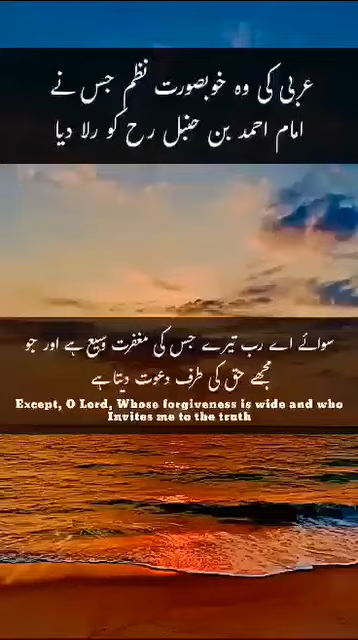 عربی کی وہ خوبصورت نظم جس نے
امام احمد بن حنبل رح کو رلا دیا
سوائے اے رب تیرے جس کی مغفرت وسیع ہے اور جو
مجھے حق کی طرف دعوت دیتا ہے
Except, O Lord, Whose forgiveness is wide and who
Invites me to the truth